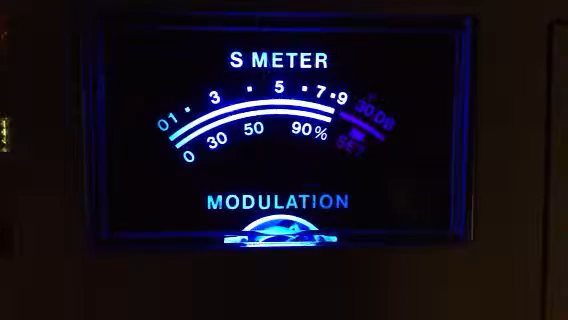 S METER
0 1 • 3 • 5 • 7 • 9 30 DB
0 30 50 90% SET
MODULATION